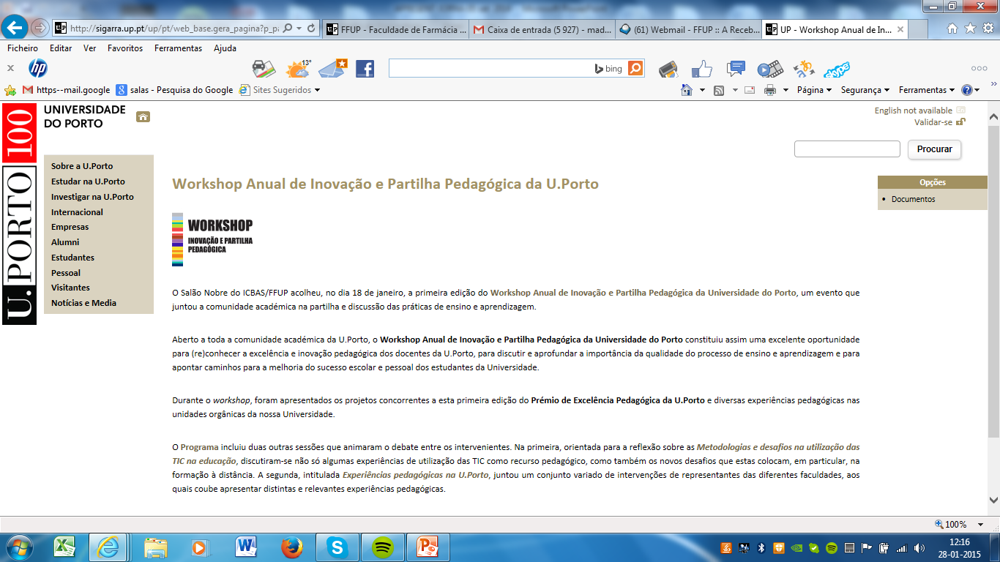 http://sigarra.up.pt/up/pt/web_base.gera_pagina?p_pa
FFUP - Faculdade de Farmácia ...
Caixa de entrada (5 927) - mad...
(61) Webmail - FFUP :: A Receb...
UP - Workshop Anual de In...
Ficheiro Editar Ver Favoritos Ferramentas Ajuda
hp
13°
bing
skype
https--mail.google
salas - Pesquisa do Google
Sites Sugeridos
Página
Segurança
Ferramentas
U.PORTO 100
UNIVERSIDADE
DO PORTO
English not available
Validar-se
Procurar
Sobre a U.Porto
Estudar na U.Porto
Investigar na U.Porto
Internacional
Empresas
Alumni
Estudantes
Pessoal
Visitantes
Notícias e Media
Workshop Anual de Inovação e Partilha Pedagógica da U.Porto
Opções
Documentos
WORKSHOP
INOVAÇÃO E PARTILHA
PEDAGÓGICA
O Salão Nobre do ICBAS/FFUP acolheu, no dia 18 de janeiro, a primeira edição do Workshop Anual de Inovação e Partilha Pedagógica da Universidade do Porto, um evento que
juntou a comunidade académica na partilha e discussão das práticas de ensino e aprendizagem.
Aberto a toda a comunidade académica da U.Porto, o Workshop Anual de Inovação e Partilha Pedagógica da Universidade do Porto constituiu assim uma excelente oportunidade
para (re)conhecer a excelência e inovação pedagógica dos docentes da U.Porto, para discutir e aprofundar a importância da qualidade do processo de ensino e aprendizagem e para
apontar caminhos para a melhoria do sucesso escolar e pessoal dos estudantes da Universidade.
Durante o workshop, foram apresentados os projetos concorrentes a esta primeira edição do Prémio de Excelência Pedagógica da U.Porto e diversas experiências pedagógicas nas
unidades orgânicas da nossa Universidade.
O Programa incluiu duas outras sessões que animaram o debate entre os intervenientes. Na primeira, orientada para a reflexão sobre as Metodologias e desafios na utilização das
TIC na educação, discutiram-se não só algumas experiências de utilização das TIC como recurso pedagógico, como também os novos desafios que estas colocam, em particular, na
formação à distância. A segunda, intitulada Experiências pedagógicas na U.Porto, juntou um conjunto variado de intervenções de representantes das diferentes faculdades, aos
quais coube apresentar distintas e relevantes experiências pedagógicas.
100%
12:16
28-01-2015